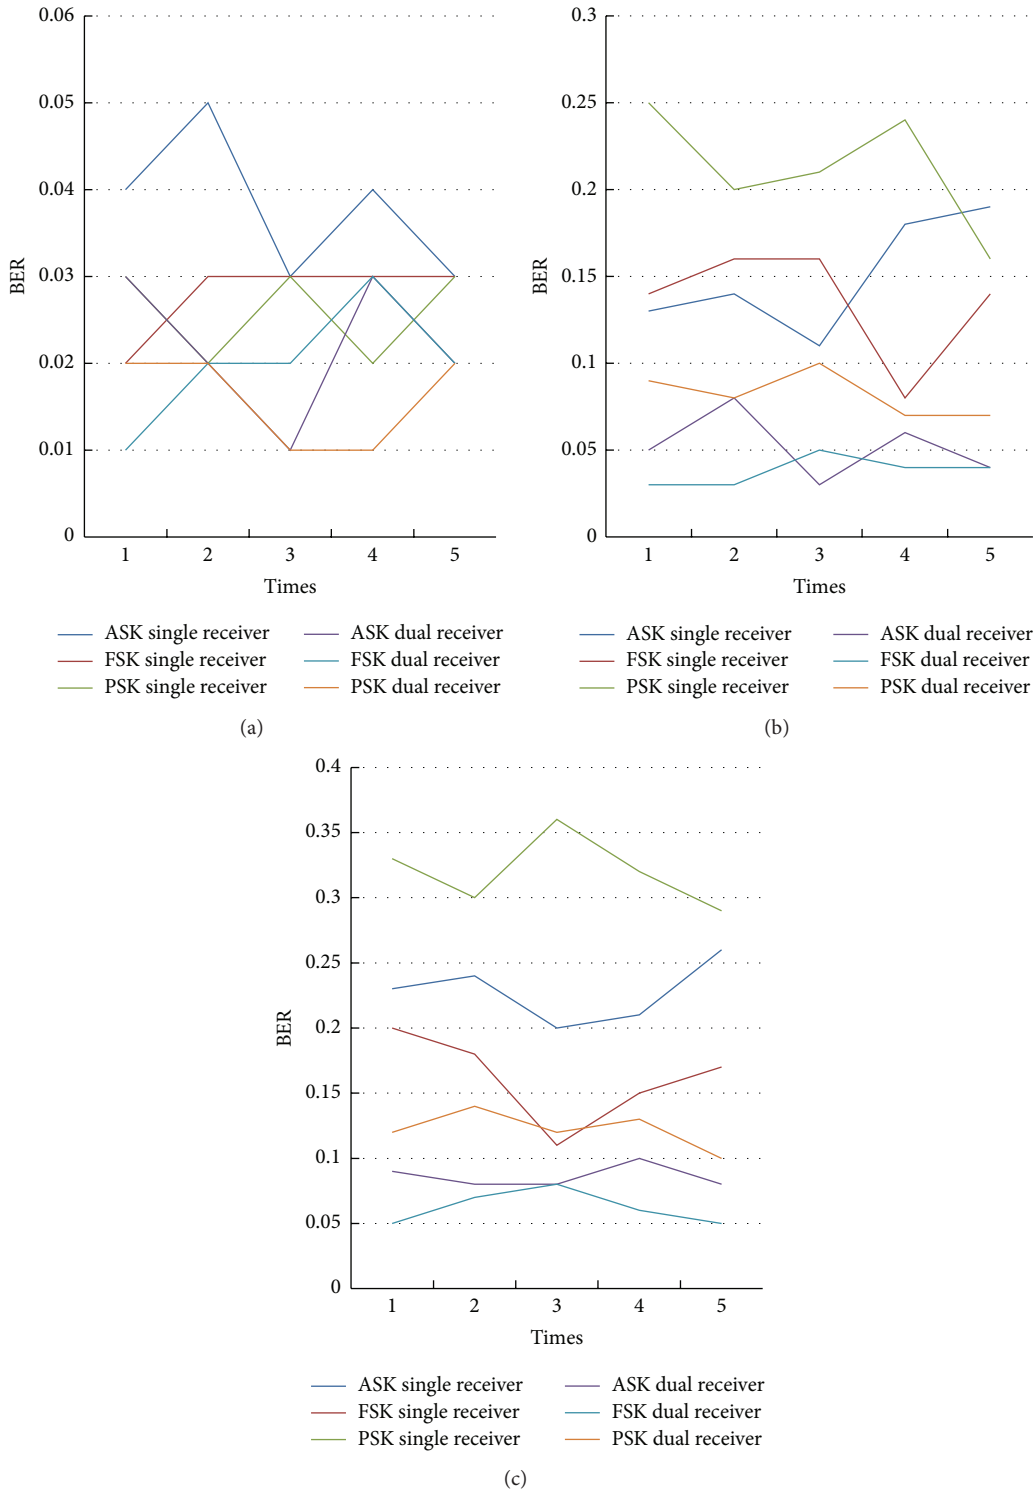 0.06
0.05
0.04
0.03
0.02
0.01
0
BER
1 2 3 4 5
Times
ASK single receiver ASK dual receiver
FSK single receiver FSK dual receiver
PSK single receiver PSK dual receiver
(a)
0.3
0.25
0.2
0.15
0.1
0.05
0
BER
1 2 3 4 5
Times
ASK single receiver ASK dual receiver
FSK single receiver FSK dual receiver
PSK single receiver PSK dual receiver
(b)
0.4
0.35
0.3
0.25
0.2
0.15
0.1
0.05
0
BER
1 2 3 4 5
Times
ASK single receiver ASK dual receiver
FSK single receiver FSK dual receiver
PSK single receiver PSK dual receiver
(c)